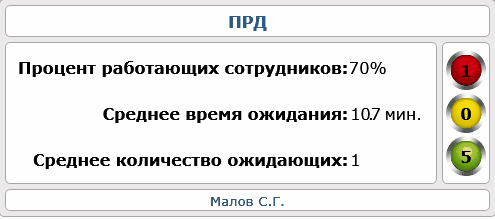 ПРД
Процент работающих сотрудников: 70%
1
Среднее время ожидания: 10.7 мин.
0
Среднее количество ожидающих: 1
5
Малов С.Г.